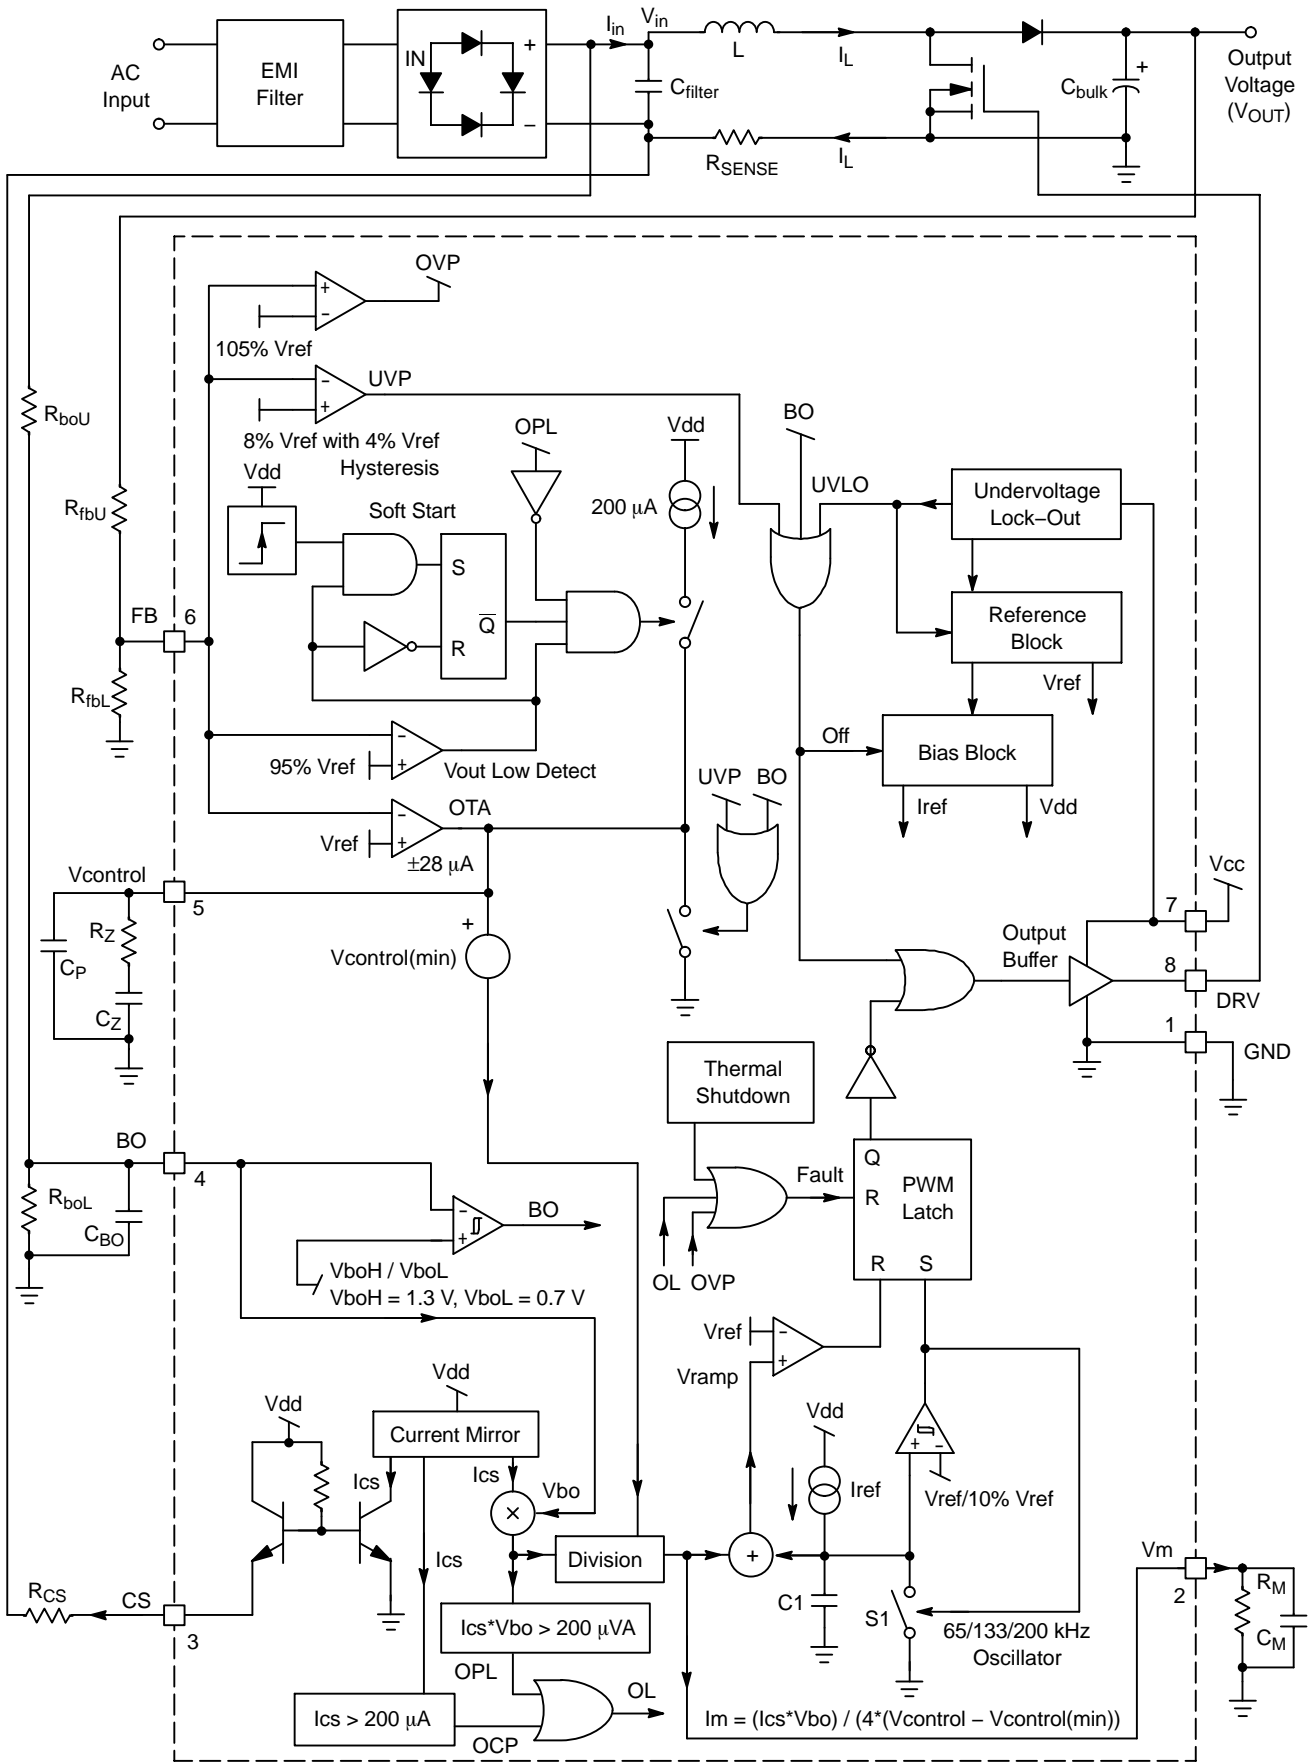 AC
Input
EMI
Filter
IN
+
−
Iin
Vin
Cfilter
L
IL
RSENSE
IL
Cbulk
+
Output
Voltage
(VOUT)
OVP
+
−
105% Vref
UVP
−
+
8% Vref with 4% Vref
Hysteresis
RboU
RfbU
RfbL
FB
6
Vdd
Soft Start
S
R
Q
OPL
Vdd
200 μA
BO
UVLO
Undervoltage
Lock−Out
Reference
Block
Vref
Bias Block
Off
Iref
Vdd
−
+
95% Vref
Vout Low Detect
−
+
Vref
OTA
±28 μA
UVP
BO
Vcontrol
5
RZ
CP
CZ
+
Vcontrol(min)
Vcc
7
Output
Buffer
8
DRV
1
GND
Thermal
Shutdown
Q
R
PWM
Latch
R
S
Fault
OL
OVP
BO
4
RboL
CBO
−
+
BO
VboH / VboL
VboH = 1.3 V, VboL = 0.7 V
Vref
−
+
Vramp
Vdd
Vdd
Current Mirror
Ics
Ics
Vbo
×
Ics
Division
+
Vdd
Iref
+
−
Vref/10% Vref
C1
S1
65/133/200 kHz
Oscillator
Vm
2
RM
CM
RCS
CS
3
Ics*Vbo > 200 μVA
OPL
OL
Ics > 200 μA
OCP
Im = (Ics*Vbo) / (4*(Vcontrol − Vcontrol(min))